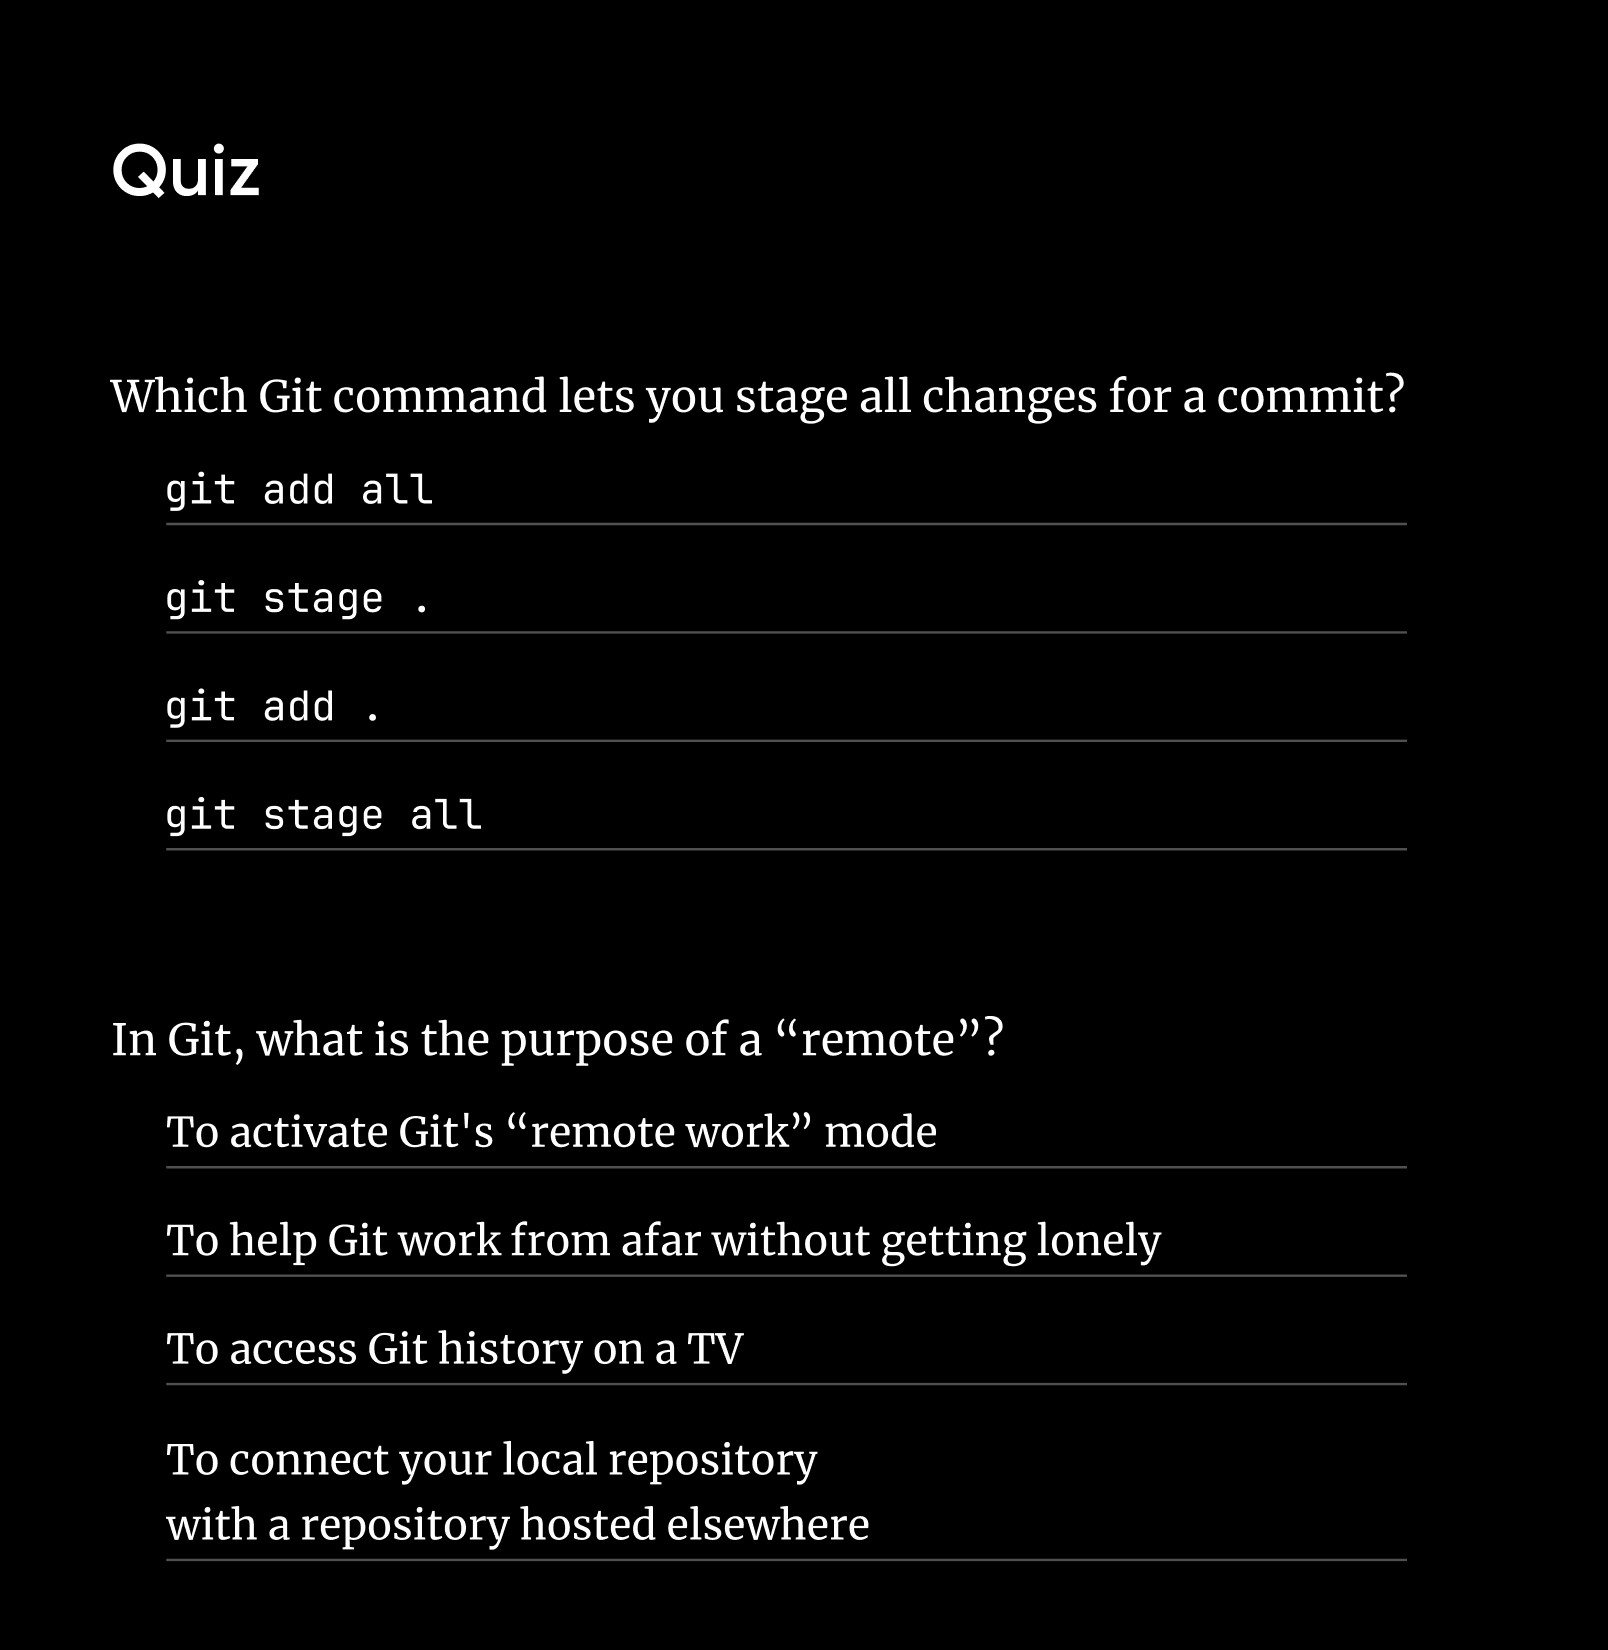 Quiz
Which Git command lets you stage all changes for a commit?
git add all
git stage .
git add .
git stage all
In Git, what is the purpose of a “remote”?
To activate Git's “remote work” mode
To help Git work from afar without getting lonely
To access Git history on a TV
To connect your local repository
with a repository hosted elsewhere